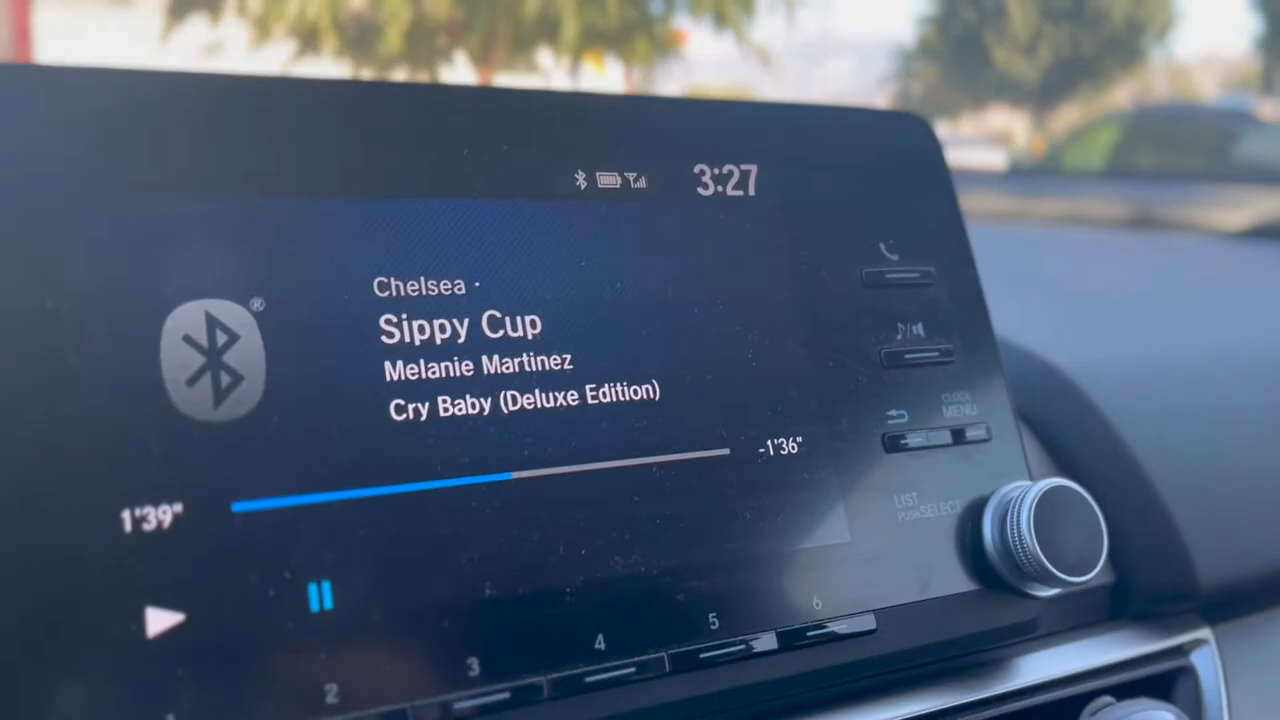 3:27
Chelsea ·
Sippy Cup
Melanie Martinez
Cry Baby (Deluxe Edition)
1'39"
-1'36"
®
CLOCK
MENU
LIST
PUSH SELECT
2
3
4
5
6